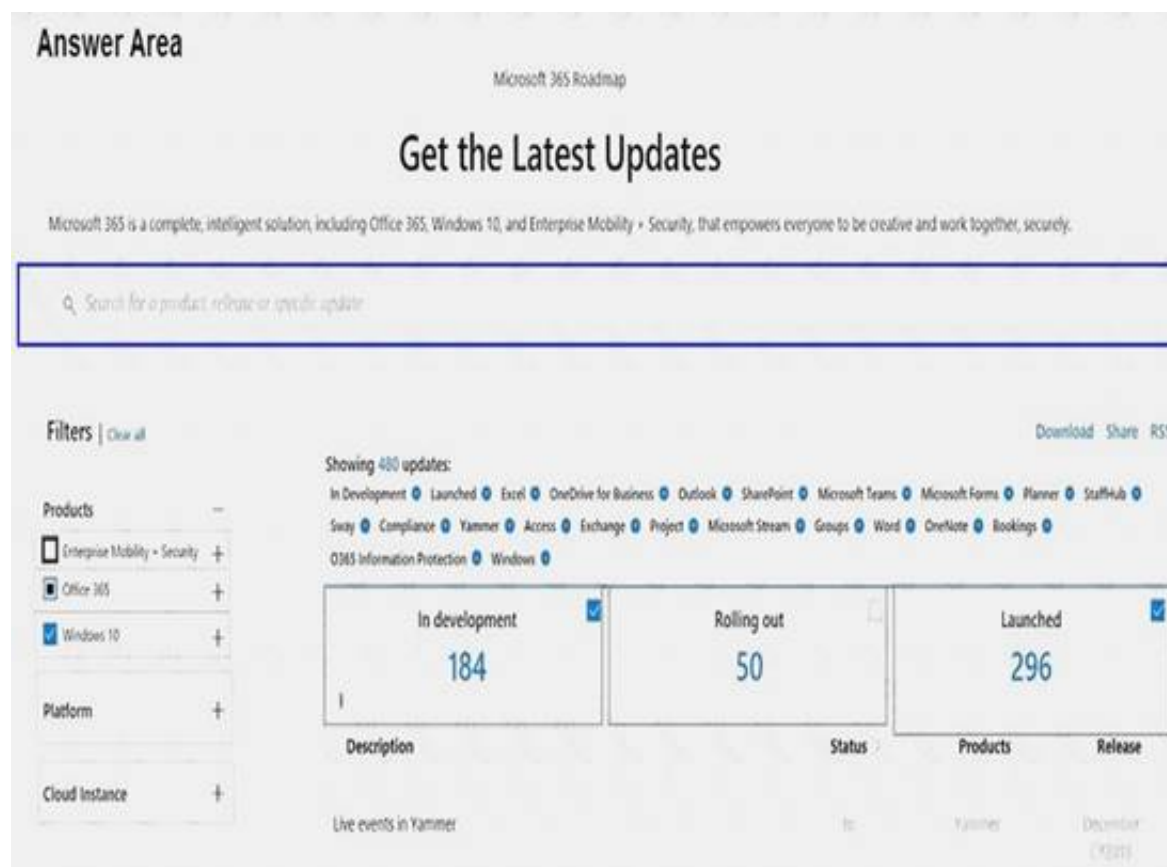 Answer Area
Microsoft 365 Roadmap
Get the Latest Updates
Microsoft 365 is a complete, intelligent solution, including Office 365, Windows 10, and Enterprise Mobility + Security, that empowers everyone to be creative and work together, securely.
Search for a product, release or specific update
Filters | Clear all
Download Share RSS
Showing 480 updates:
In Development Launched Excel OneDrive for Business Outlook SharePoint Microsoft Teams Microsoft Forms Planner StaffHub
Sway Compliance Yammer Access Exchange Project Microsoft Stream Groups Word OneNote Bookings
O365 Information Protection Windows
Products −
Enterprise Mobility + Security +
Office 365 +
Windows 10 +
Platform +
Cloud Instance +
In development
184
Rolling out
50
Launched
296
Description Status Products Release
Live events in Yammer Yammer December